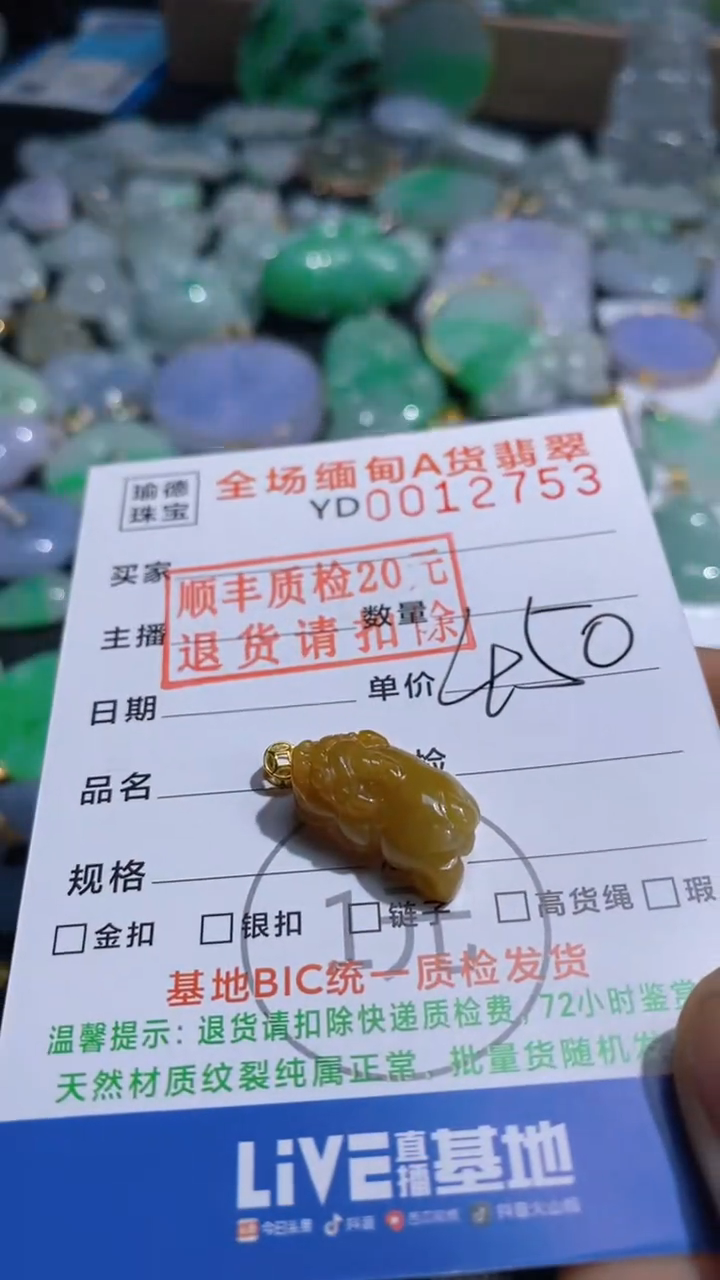 瑜德
珠宝
全场缅甸A货翡翠
YD0012753
买家
顺丰质检20元
退货请扣除
主播
数量
日期
单价 450
品名
检
规格
金扣 银扣 链子 高货绳 瑕
基地BIC统一质检发货
温馨提示：退货请扣除快递质检费，72小时鉴赏
天然材质纹裂纯属正常、批量货随机发
LiVE直播基地
今日头条 抖音 抖音火山版